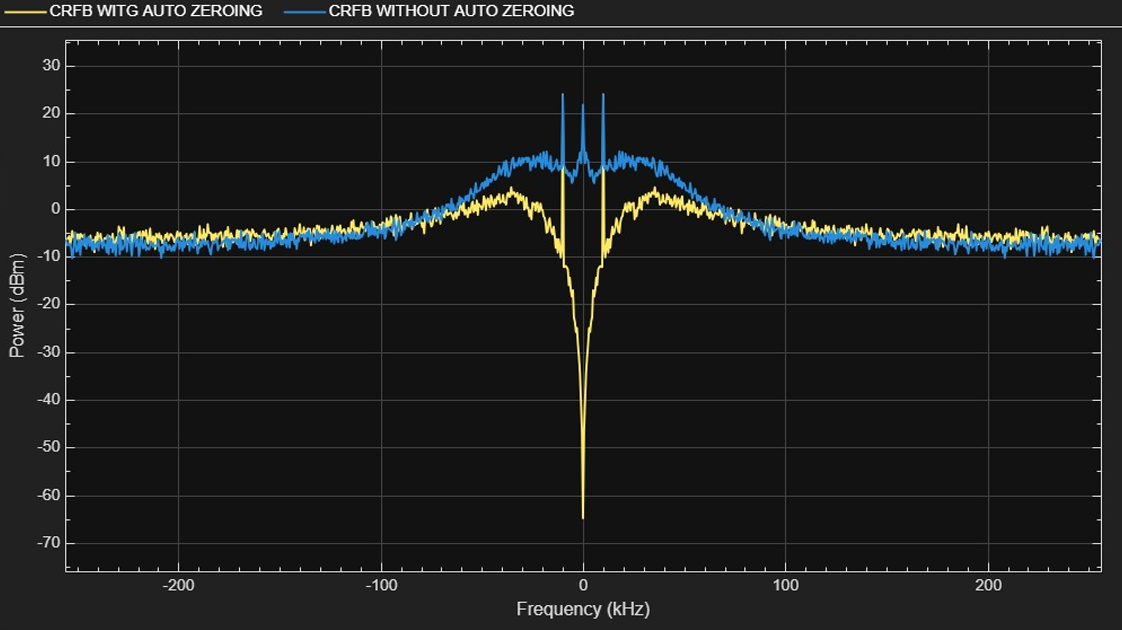 CRFB WITG AUTO ZEROING CRFB WITHOUT AUTO ZEROING
30
20
10
0
-10
-20
-30
-40
-50
-60
-70
Power (dBm)
-200 -100 0 100 200
Frequency (kHz)